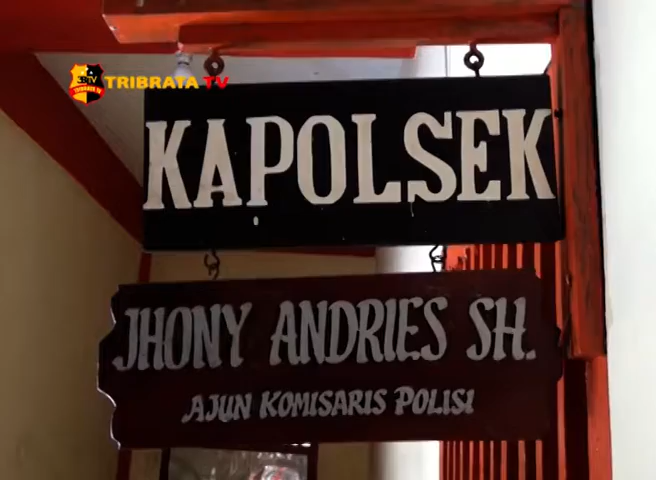 TRIBRATA TV
KAPOLSEK
JHONY ANDRIES SH.
AJUN KOMISARIS POLISI